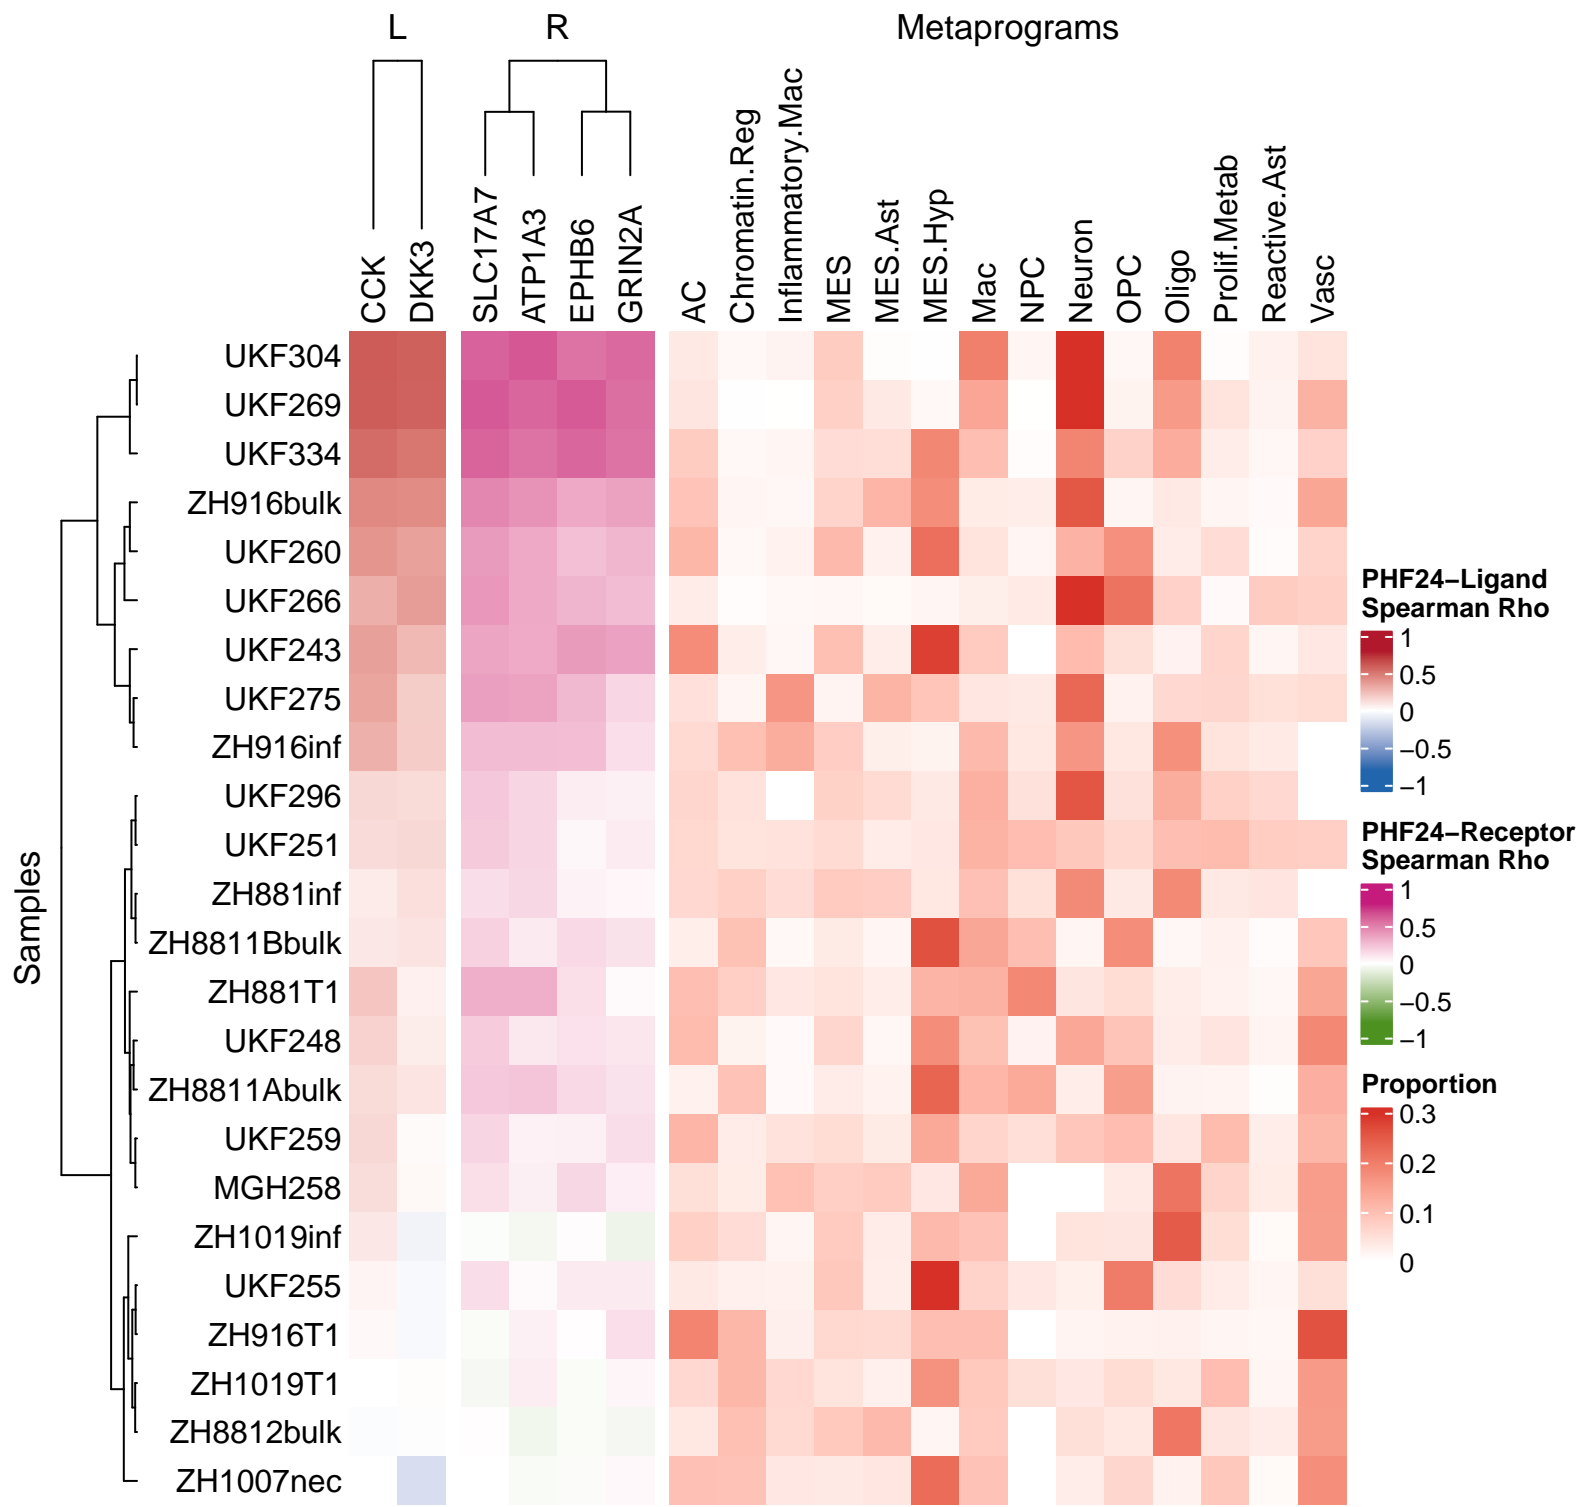 L R Metaprograms
CCK
DKK3
SLC17A7
ATP1A3
EPHB6
GRIN2A
AC
Chromatin.Reg
Inflammatory.Mac
MES
MES.Ast
MES.Hyp
Mac
NPC
Neuron
OPC
Oligo
Prolif.Metab
Reactive.Ast
Vasc
Samples
UKF304
UKF269
UKF334
ZH916bulk
UKF260
UKF266
UKF243
UKF275
ZH916inf
UKF296
UKF251
ZH881inf
ZH8811Bbulk
ZH881T1
UKF248
ZH8811Abulk
UKF259
MGH258
ZH1019inf
UKF255
ZH916T1
ZH1019T1
ZH8812bulk
ZH1007nec
PHF24−Ligand
Spearman Rho
1
0.5
0
−0.5
−1
PHF24−Receptor
Spearman Rho
1
0.5
0
−0.5
−1
Proportion
0.3
0.2
0.1
0